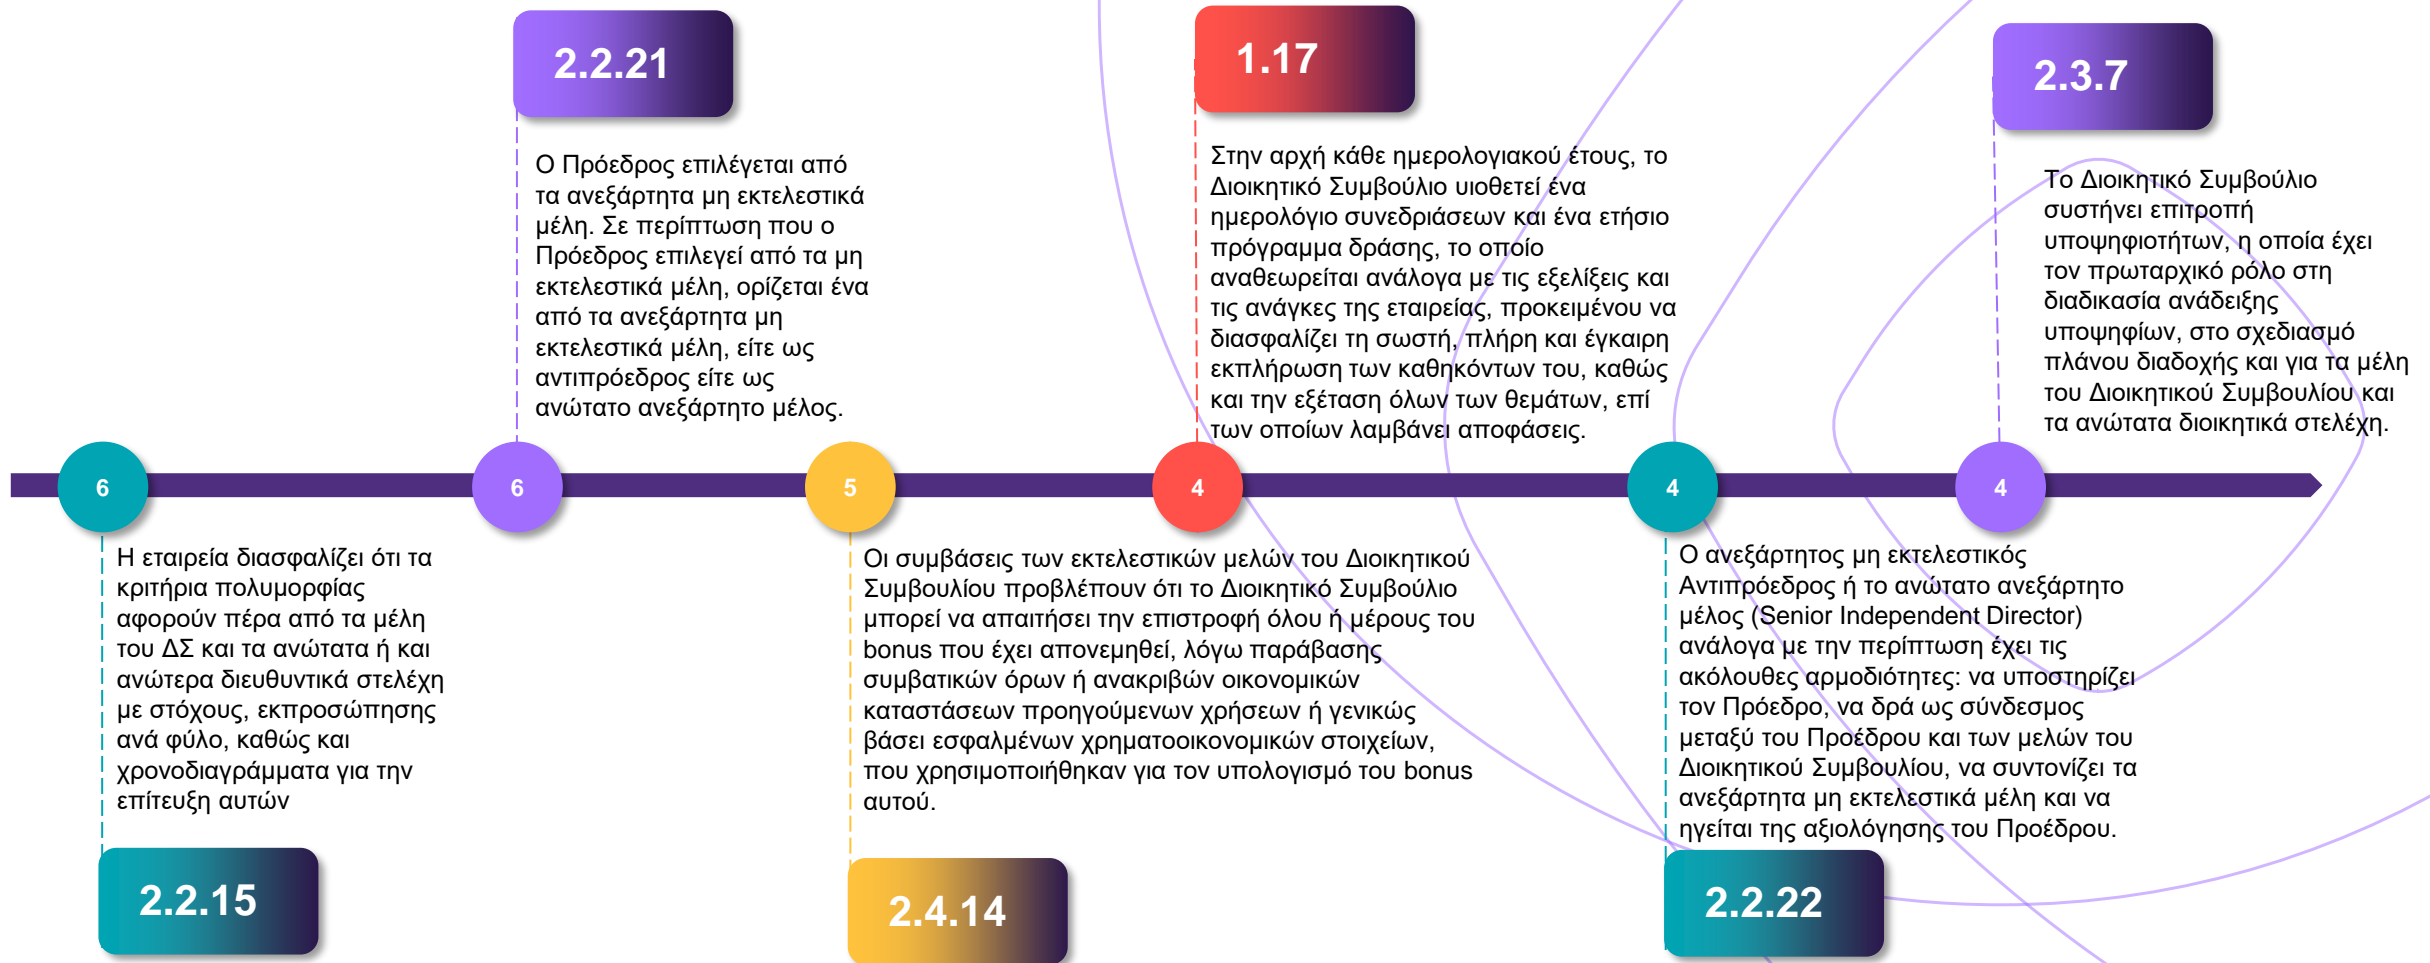 2.2.21
Ο Πρόεδρος επιλέγεται από
τα ανεξάρτητα μη εκτελεστικά
μέλη. Σε περίπτωση που ο
Πρόεδρος επιλεγεί από τα μη
εκτελεστικά μέλη, ορίζεται ένα
από τα ανεξάρτητα μη
εκτελεστικά μέλη, είτε ως
αντιπρόεδρος είτε ως
ανώτατο ανεξάρτητο μέλος.
1.17
Στην αρχή κάθε ημερολογιακού έτους, το
Διοικητικό Συμβούλιο υιοθετεί ένα
ημερολόγιο συνεδριάσεων και ένα ετήσιο
πρόγραμμα δράσης, το οποίο
αναθεωρείται ανάλογα με τις εξελίξεις και
τις ανάγκες της εταιρείας, προκειμένου να
διασφαλίζει τη σωστή, πλήρη και έγκαιρη
εκπλήρωση των καθηκόντων του, καθώς
και την εξέταση όλων των θεμάτων, επί
των οποίων λαμβάνει αποφάσεις.
2.3.7
Το Διοικητικό Συμβούλιο
συστήνει επιτροπή
υποψηφιοτήτων, η οποία έχει
τον πρωταρχικό ρόλο στη
διαδικασία ανάδειξης
υποψηφίων, στο σχεδιασμό
πλάνου διαδοχής και για τα μέλη
του Διοικητικού Συμβουλίου και
τα ανώτατα διοικητικά στελέχη.
6
6
5
4
4
4
Η εταιρεία διασφαλίζει ότι τα
κριτήρια πολυμορφίας
αφορούν πέρα από τα μέλη
του ΔΣ και τα ανώτατα ή και
ανώτερα διευθυντικά στελέχη
με στόχους, εκπροσώπησης
ανά φύλο, καθώς και
χρονοδιαγράμματα για την
επίτευξη αυτών
2.2.15
Οι συμβάσεις των εκτελεστικών μελών του Διοικητικού
Συμβουλίου προβλέπουν ότι το Διοικητικό Συμβούλιο
μπορεί να απαιτήσει την επιστροφή όλου ή μέρους του
bonus που έχει απονεμηθεί, λόγω παράβασης
συμβατικών όρων ή ανακριβών οικονομικών
καταστάσεων προηγούμενων χρήσεων ή γενικώς
βάσει εσφαλμένων χρηματοοικονομικών στοιχείων,
που χρησιμοποιήθηκαν για τον υπολογισμό του bonus
αυτού.
2.4.14
Ο ανεξάρτητος μη εκτελεστικός
Αντιπρόεδρος ή το ανώτατο ανεξάρτητο
μέλος (Senior Independent Director)
ανάλογα με την περίπτωση έχει τις
ακόλουθες αρμοδιότητες: να υποστηρίζει
τον Πρόεδρο, να δρά ως σύνδεσμος
μεταξύ του Προέδρου και των μελών του
Διοικητικού Συμβουλίου, να συντονίζει τα
ανεξάρτητα μη εκτελεστικά μέλη και να
ηγείται της αξιολόγησης του Προέδρου.
2.2.22